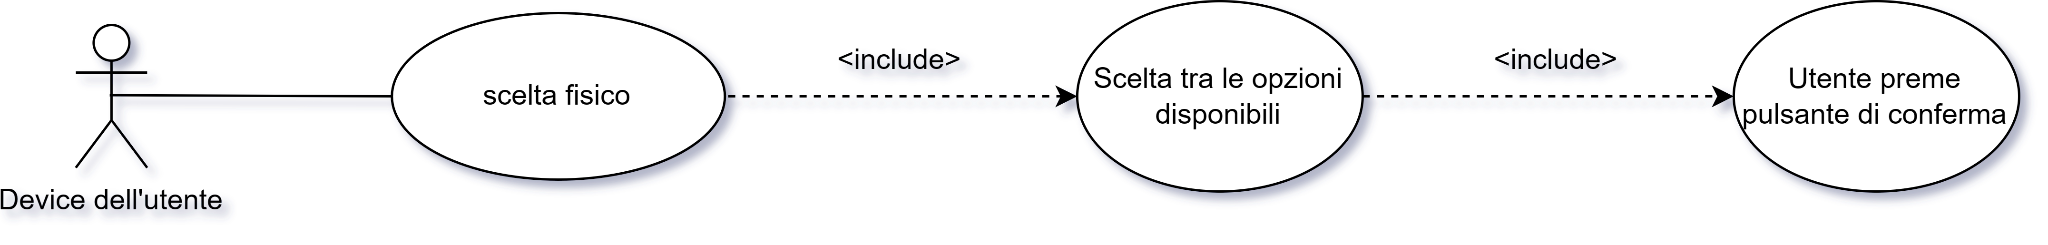 Device dell'utente
scelta fisico
<include>
Scelta tra le opzioni
disponibili
<include>
Utente preme
pulsante di conferma